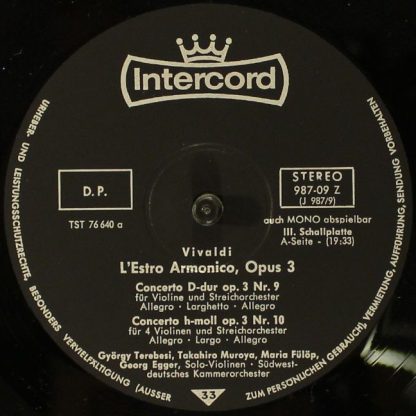 Intercord
D. P.
TST 76 640 a
STEREO
987-09 Z
(J 987/9)
auch MONO abspielbar
III. Schallplatte
A-Seite - (19:33)
Vivaldi
L'Estro Armonico, Opus 3
Concerto D-dur op. 3 Nr. 9
für Violine und Streichorchester
Allegro - Larghetto - Allegro
Concerto h-moll op. 3 Nr. 10
für 4 Violinen und Streichorchester
Allegro - Largo - Allegro
György Terebesi, Takahiro Muroya, Maria Fülöp,
Georg Egger, Solo-Violinen · Südwest-
deutsches Kammerorchester
33
URHEBER- UND LEISTUNGSSCHUTZRECHTE, BESONDERS VERVIELFÄLTIGUNG (AUSSER ZUM PERSÖNLICHEN GEBRAUCH), VERMIETUNG, AUFFÜHRUNG, SENDUNG VORBEHALTEN